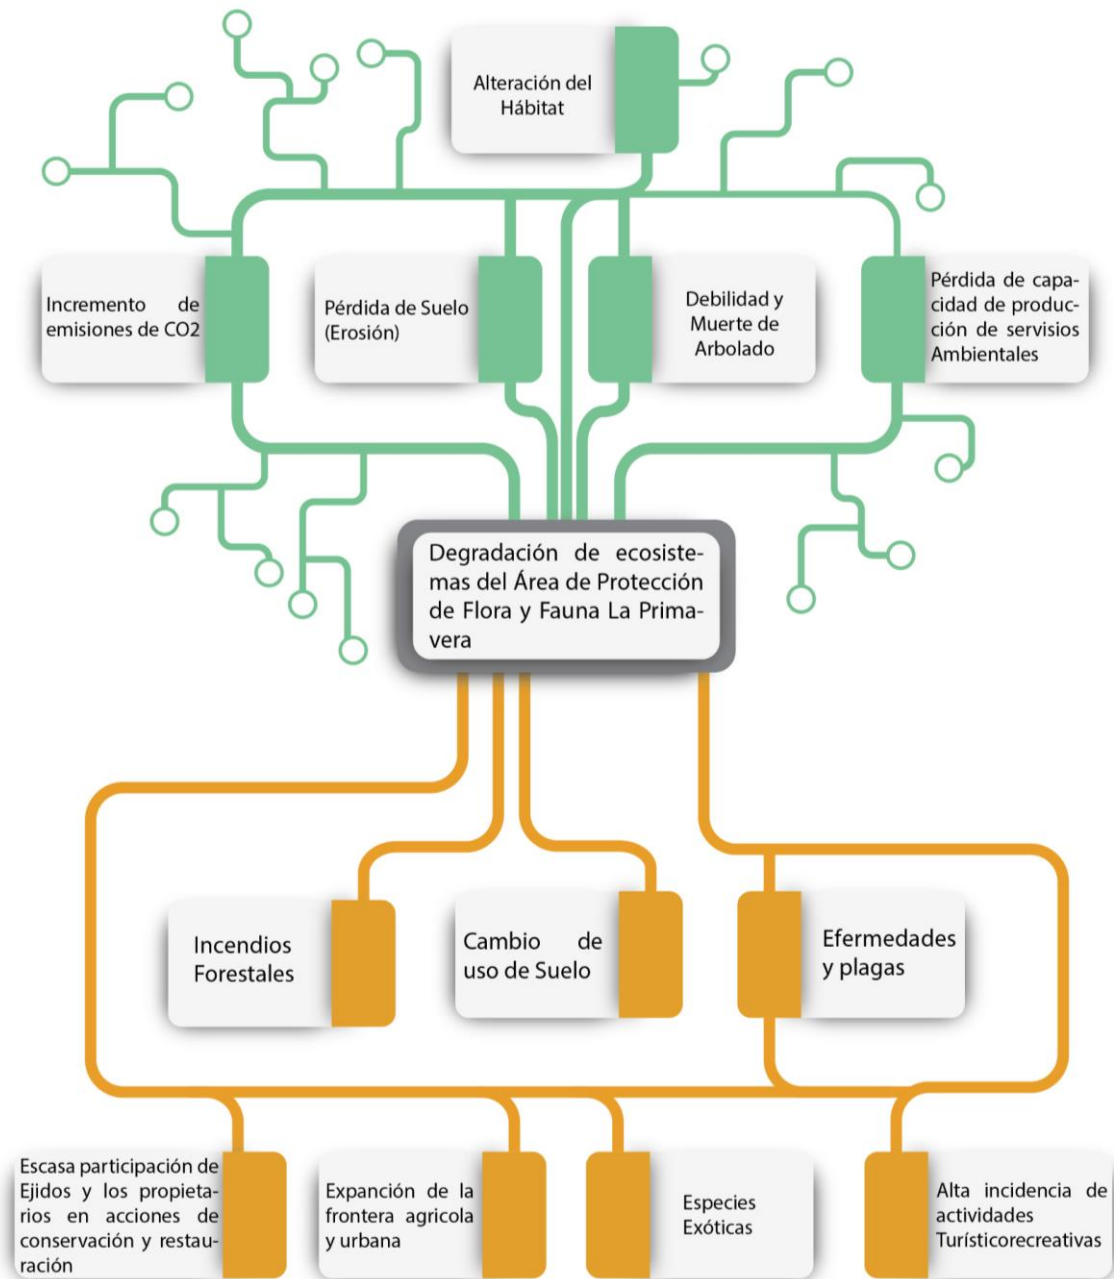 Alteración del
Hábitat
Incremento de
emisiones de CO2
Pérdida de Suelo
(Erosión)
Debilidad y
Muerte de
Arbolado
Pérdida de capa-
cidad de produc-
ción de servisios
Ambientales
Degradación de ecosiste-
mas del Área de Protección
de Flora y Fauna La Prima-
vera
Incendios
Forestales
Cambio de
uso de Suelo
Efermedades
y plagas
Escasa participación de
Ejidos y los propieta-
rios en acciones de
conservación y restau-
ración
Expanción de la
frontera agricola
y urbana
Especies
Exóticas
Alta incidencia de
actividades
Turísticorecreativas